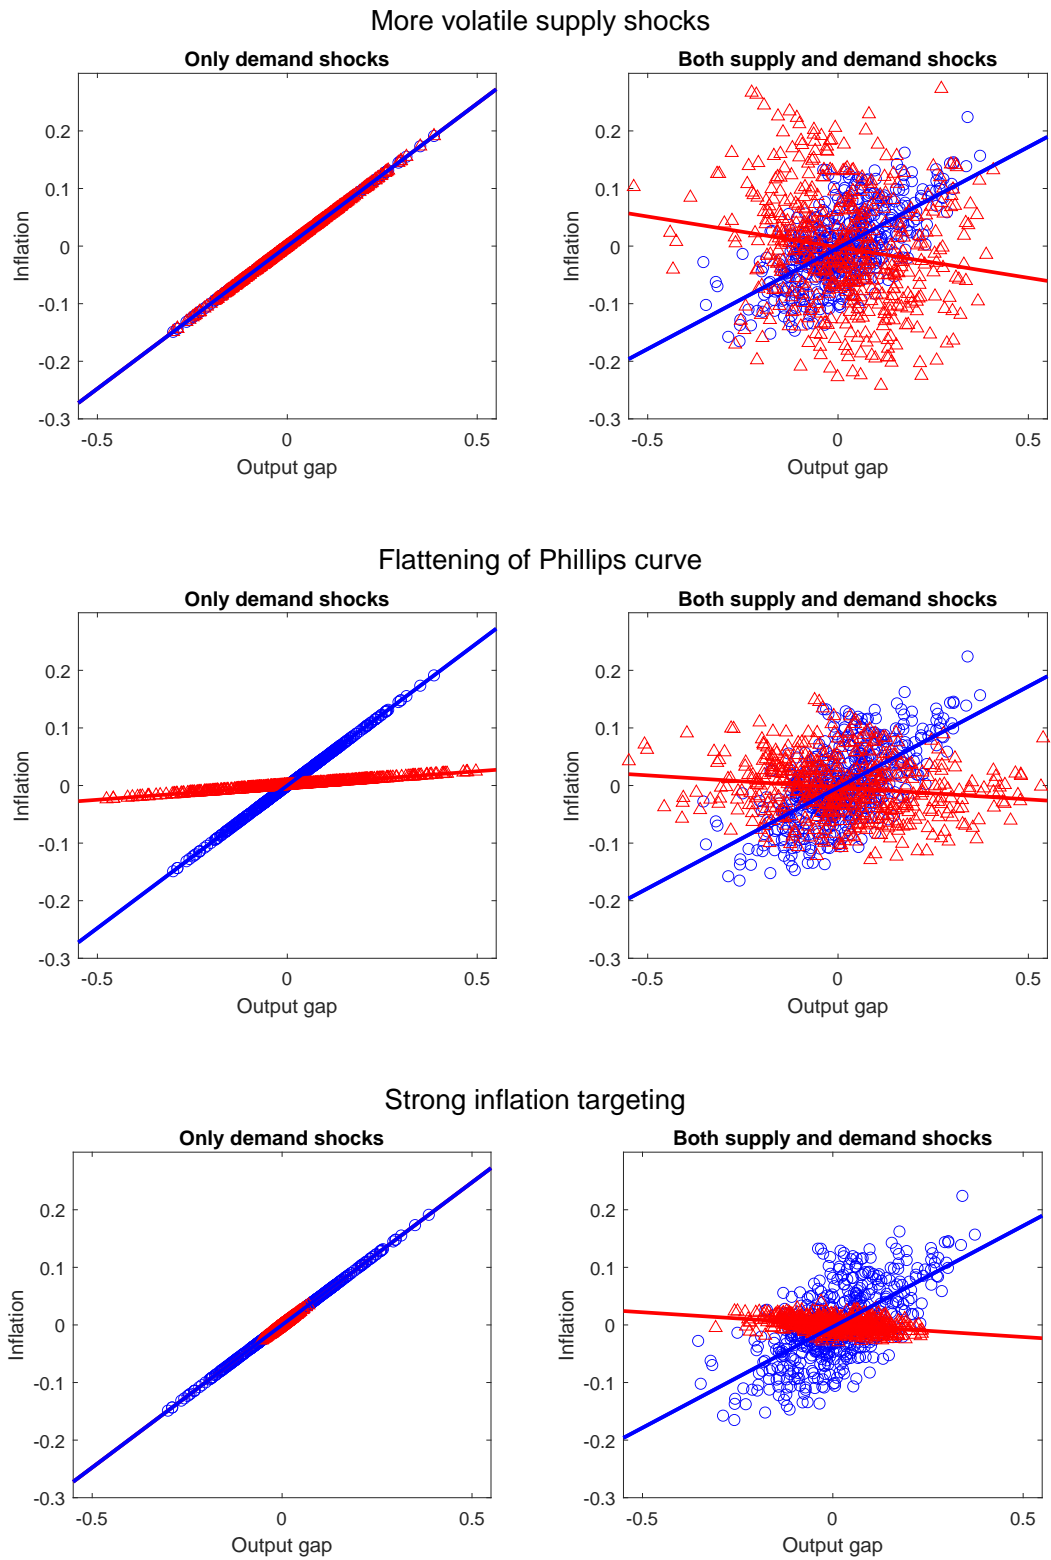 More volatile supply shocks
Only demand shocks
Both supply and demand shocks
0.2
0.1
0
-0.1
-0.2
-0.3
Inflation
-0.5
0
0.5
Output gap
0.2
0.1
0
-0.1
-0.2
-0.3
Inflation
-0.5
0
0.5
Output gap
Flattening of Phillips curve
Only demand shocks
Both supply and demand shocks
0.2
0.1
0
-0.1
-0.2
-0.3
Inflation
-0.5
0
0.5
Output gap
0.2
0.1
0
-0.1
-0.2
-0.3
Inflation
-0.5
0
0.5
Output gap
Strong inflation targeting
Only demand shocks
Both supply and demand shocks
0.2
0.1
0
-0.1
-0.2
-0.3
Inflation
-0.5
0
0.5
Output gap
0.2
0.1
0
-0.1
-0.2
-0.3
Inflation
-0.5
0
0.5
Output gap